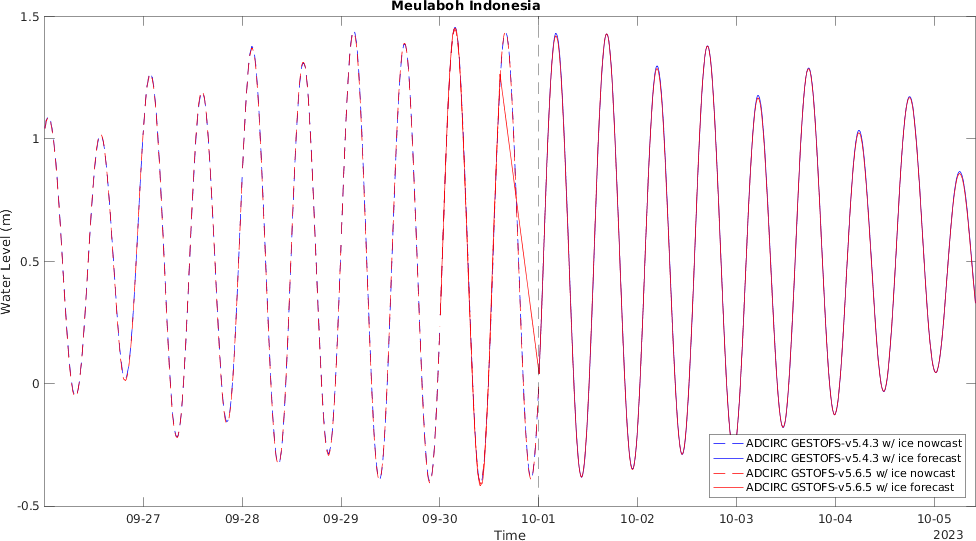 Meulaboh Indonesia
1.5
1
0.5
0
-0.5
Water Level (m)
09-27
09-28
09-29
09-30
10-01
10-02
10-03
10-04
10-05
Time
2023
ADCIRC GESTOFS-v5.4.3 w/ ice nowcast
ADCIRC GESTOFS-v5.4.3 w/ ice forecast
ADCIRC GSTOFS-v5.6.5 w/ ice nowcast
ADCIRC GSTOFS-v5.6.5 w/ ice forecast